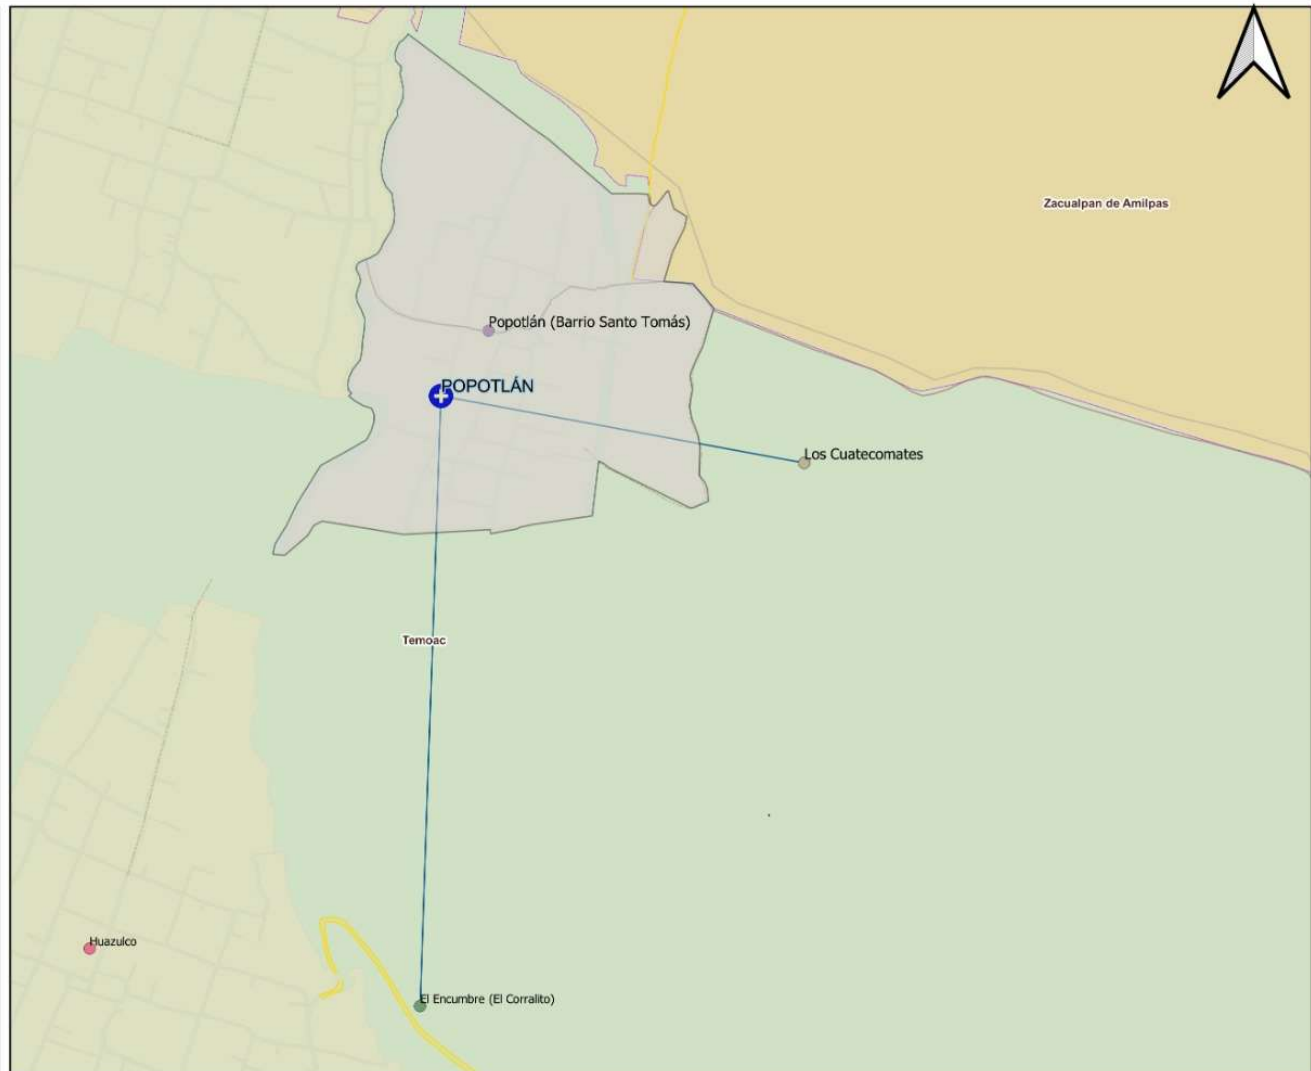 Zacualpan de Amilpas
Popotlán (Barrio Santo Tomás)
POPOTLÁN
Los Cuatecomates
Temoac
Huazulco
El Encumbre (El Corralito)